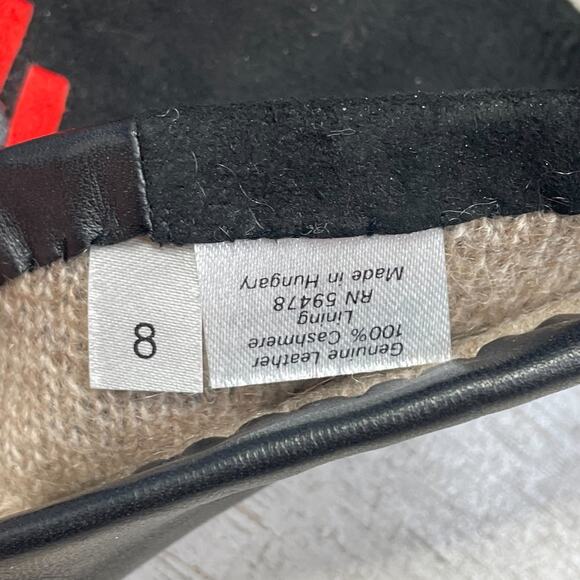 8
Genuine Leather
100% Cashmere
Lining
RN 59478
Made in Hungary